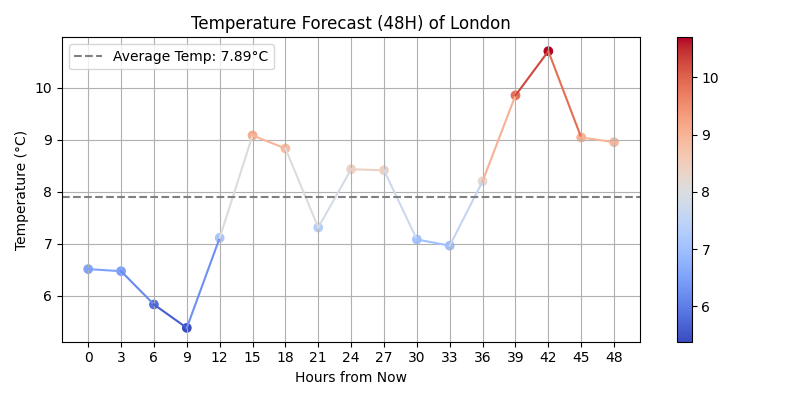 Temperature Forecast (48H) of London
Average Temp: 7.89°C
Temperature (°C)
10
9
8
7
6
0 3 6 9 12 15 18 21 24 27 30 33 36 39 42 45 48
Hours from Now
10
9
8
7
6